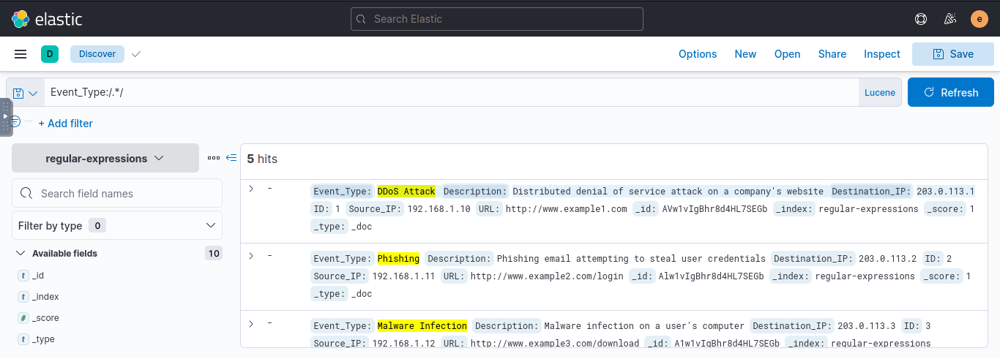 elastic
Search Elastic
e
D
Discover
Options
New
Open
Share
Inspect
Save
Event_Type:/.*/
Lucene
Refresh
+ Add filter
regular-expressions
5 hits
Search field names
Filter by type 0
Available fields 10
t _id
t _index
# _score
t _type
- Event_Type: DDoS Attack Description: Distributed denial of service attack on a company's website Destination_IP: 203.0.113.1
ID: 1 Source_IP: 192.168.1.10 URL: http://www.example1.com _id: AVw1vIgBhr8d4HL7SEGb _index: regular-expressions _score: 1
_type: _doc
- Event_Type: Phishing Description: Phishing email attempting to steal user credentials Destination_IP: 203.0.113.2 ID: 2
Source_IP: 192.168.1.11 URL: http://www.example2.com/login _id: Alw1vIgBhr8d4HL7SEGb _index: regular-expressions _score: 1
_type: _doc
- Event_Type: Malware Infection Description: Malware infection on a user's computer Destination_IP: 203.0.113.3 ID: 3
Source_IP: 192.168.1.12 URL: http://www.example3.com/download _id: A1w1vIgBhr8d4HL7SEGb _index: regular-expressions